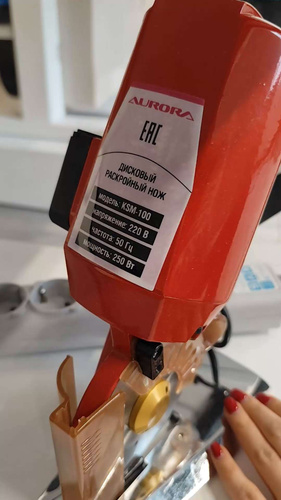 AURORA
EAC
ДИСКОВЫЙ
РАСКРОЙНЫЙ НОЖ
модель: KSM-100
напряжение: 220 В
частота: 50 Гц
мощность: 250 Вт